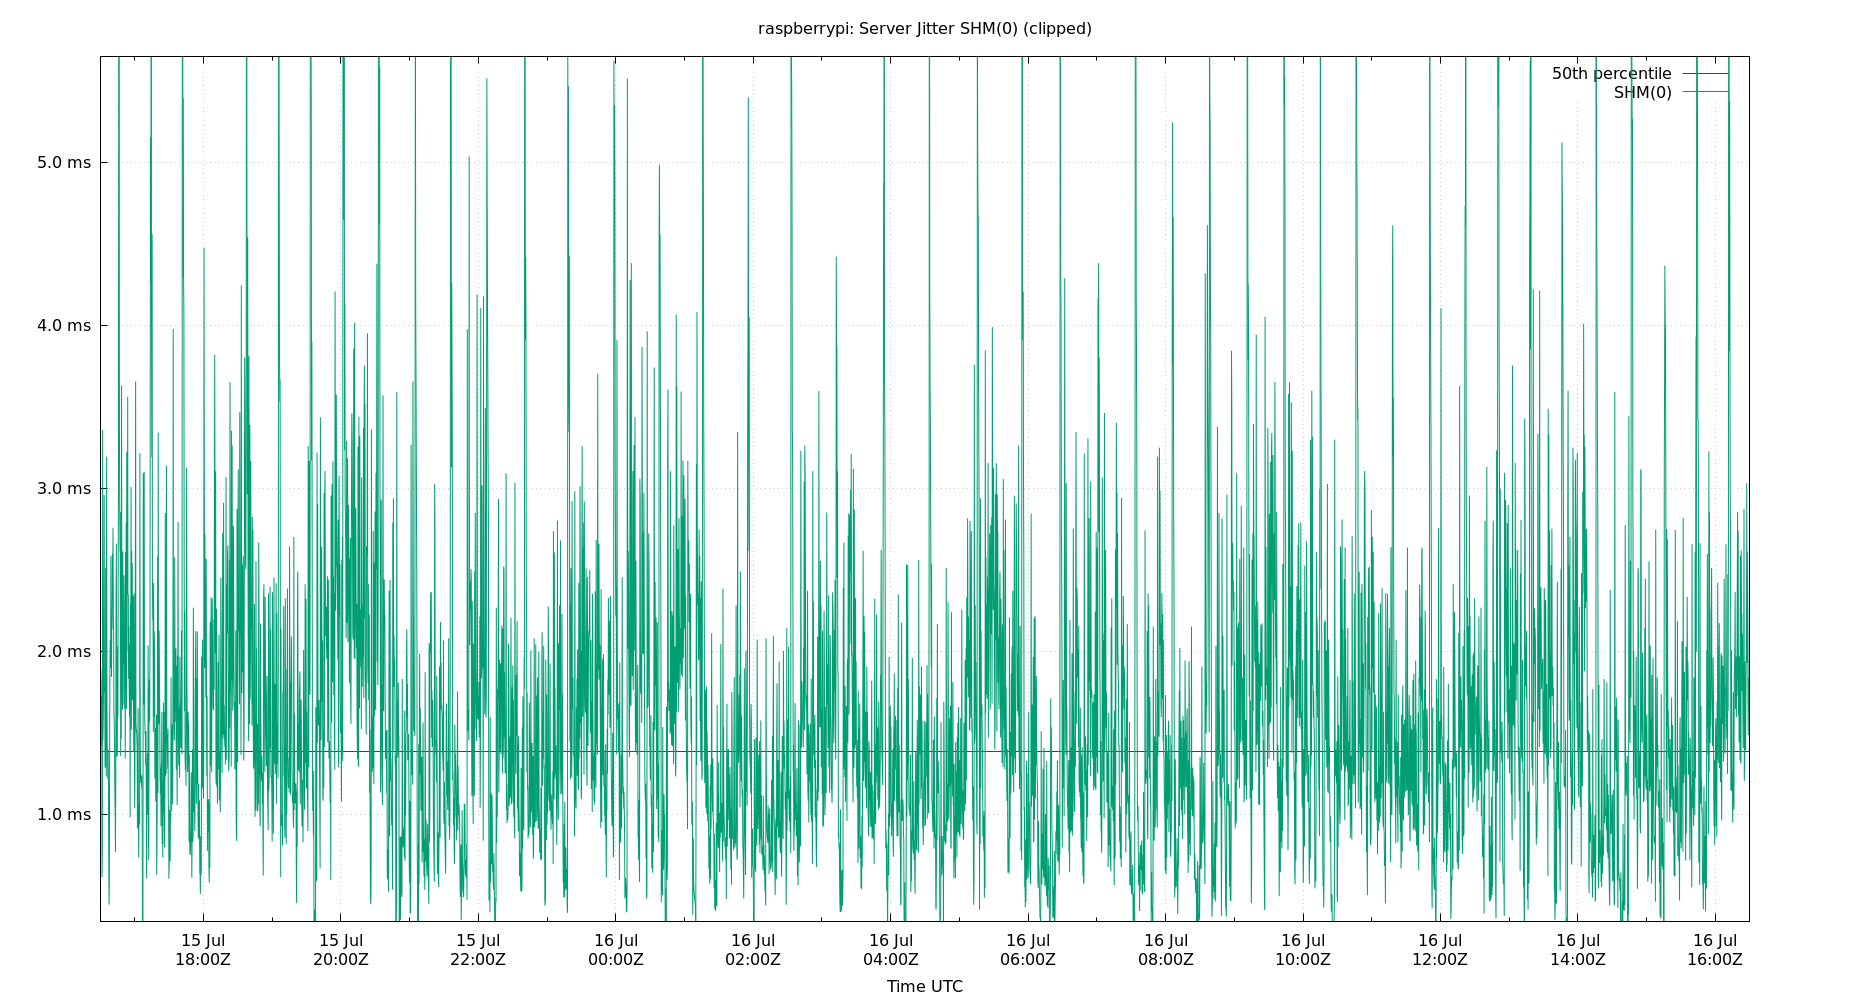 raspberrypi: Server Jitter SHM(0) (clipped)
50th percentile
SHM(0)
5.0 ms
4.0 ms
3.0 ms
2.0 ms
1.0 ms
15 Jul 15 Jul 15 Jul 16 Jul 16 Jul 16 Jul 16 Jul 16 Jul 16 Jul 16 Jul 16 Jul 16 Jul
18:00Z 20:00Z 22:00Z 00:00Z 02:00Z 04:00Z 06:00Z 08:00Z 10:00Z 12:00Z 14:00Z 16:00Z
Time UTC